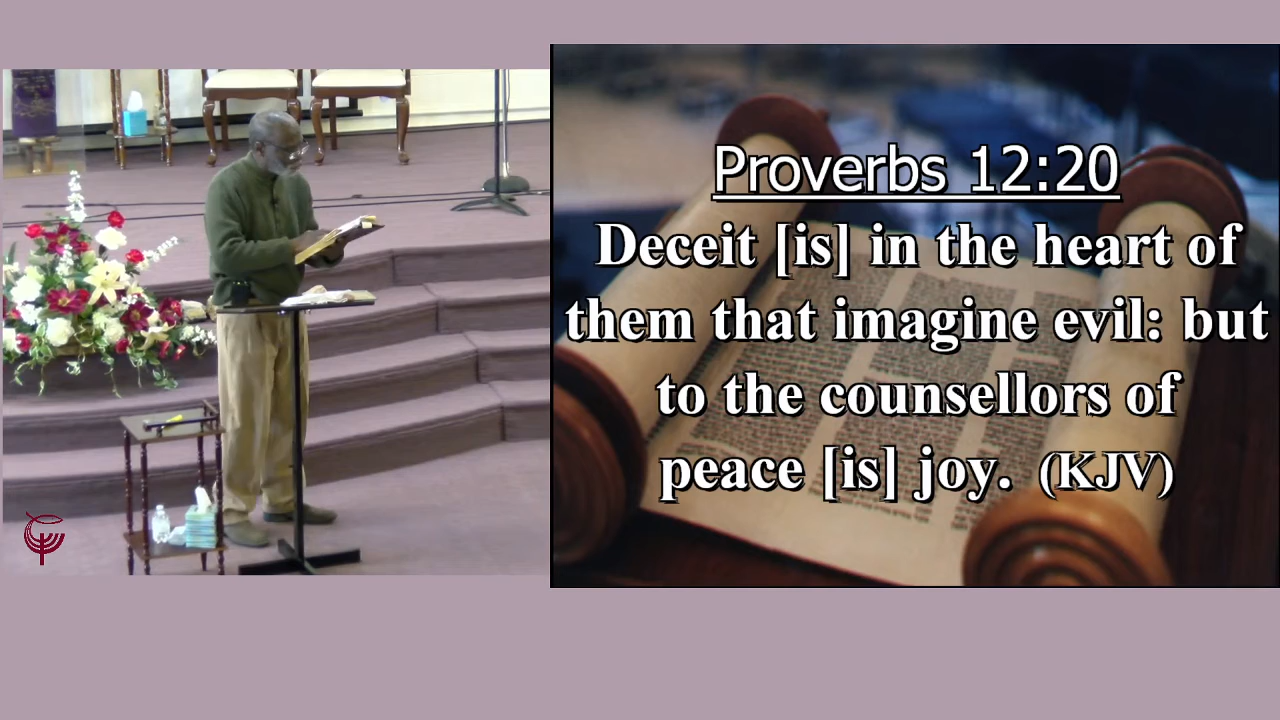 Proverbs 12:20
Deceit [is] in the heart of
them that imagine evil: but
to the counsellors of
peace [is] joy. (KJV)